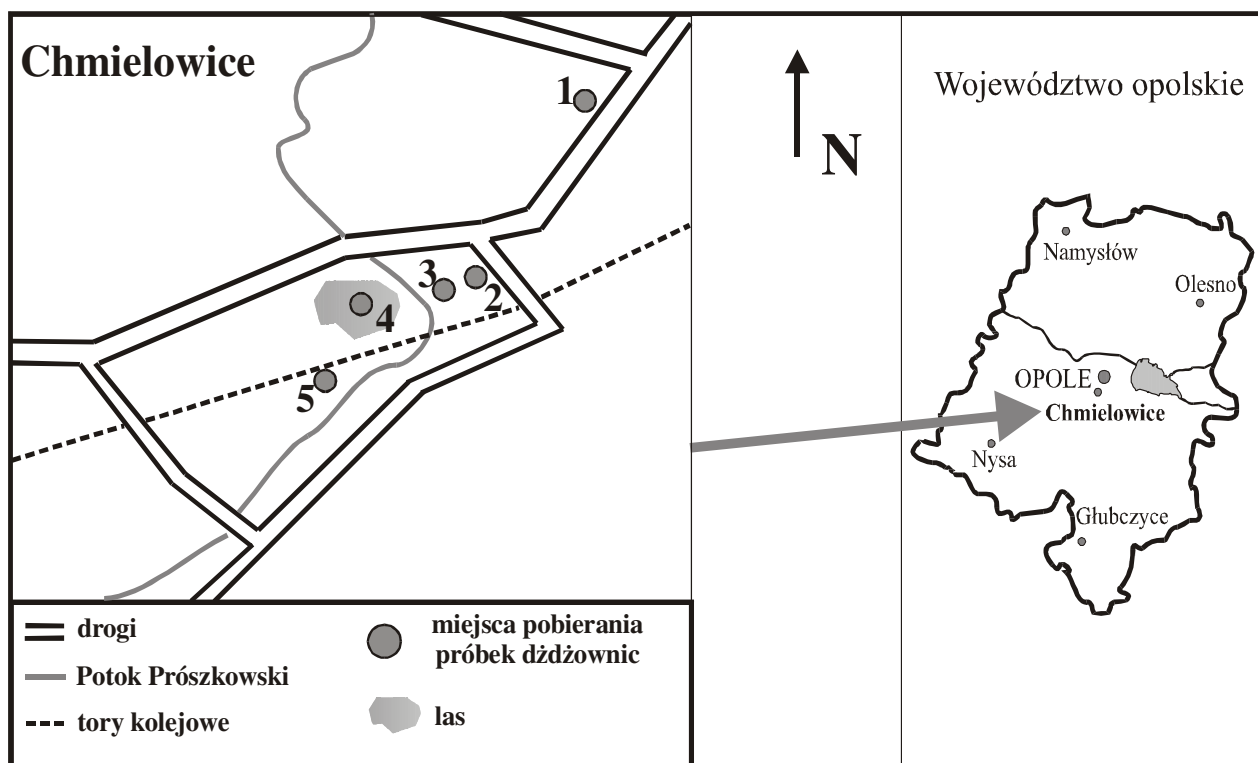 Chmielowice
1
2
3
4
5
N
Województwo opolskie
Namysłów
Olesno
OPOLE
Chmielowice
Nysa
Głubczyce
drogi
Potok Prószkowski
tory kolejowe
miejsca pobierania
próbek dżdżownic
las